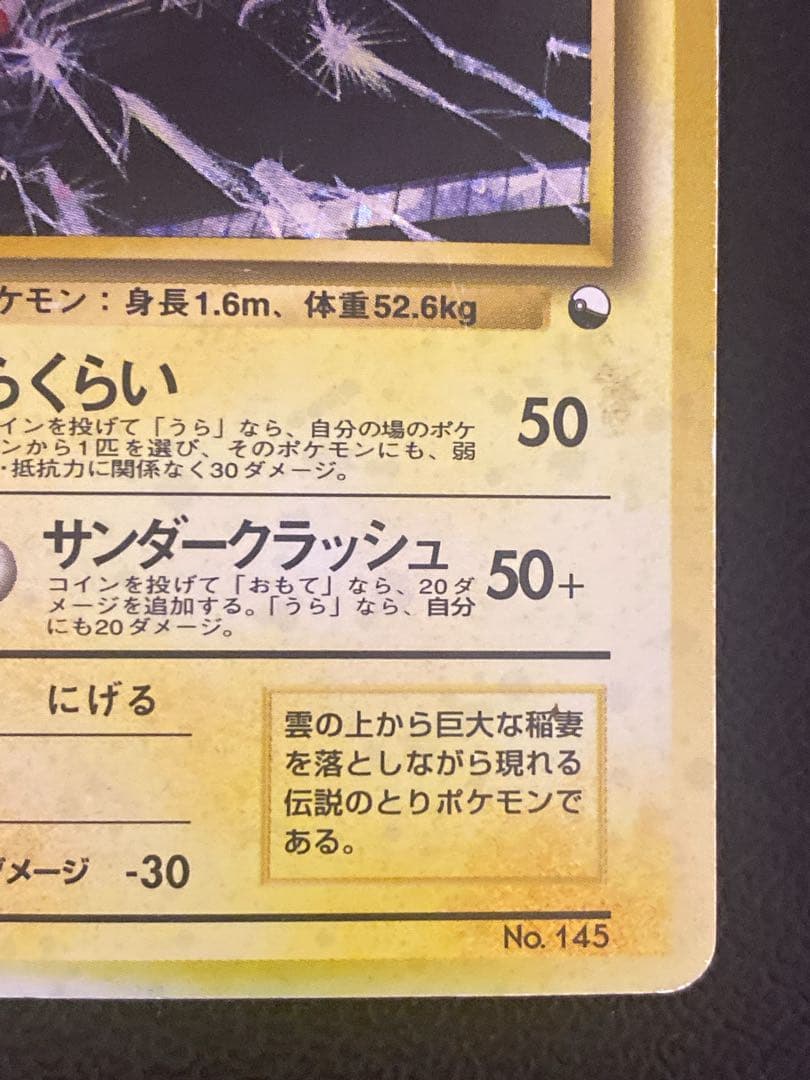 ケモン：身長1.6m、体重52.6kg
らくらい 50
インを投げて「うら」なら、自分の場のポケ
ンから1匹を選び、そのポケモンにも、弱
・抵抗力に関係なく30ダメージ。
サンダークラッシュ 50+
コインを投げて「おもて」なら、20ダ
メージを追加する。「うら」なら、自分
にも20ダメージ。
にげる
雲の上から巨大な稲妻
を落としながら現れる
伝説のとりポケモンで
ある。
ダメージ -30
No. 145